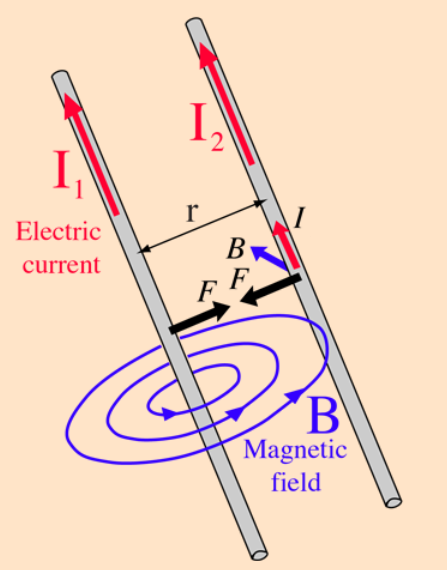 I2
I1
r
Electric
current
I
B
F
F
B
Magnetic
field